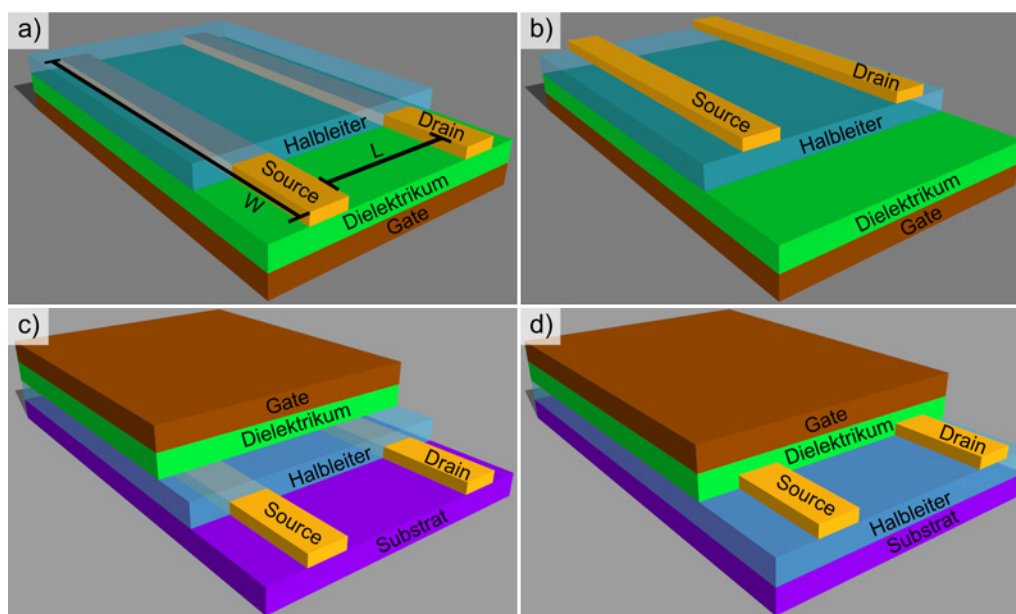 a)
Halbleiter
Drain
Source
L
W
Dielektrikum
Gate
b)
Drain
Source
Halbleiter
Dielektrikum
Gate
c)
Gate
Dielektrikum
Halbleiter
Drain
Source
Substrat
d)
Gate
Dielektrikum
Drain
Source
Halbleiter
Substrat